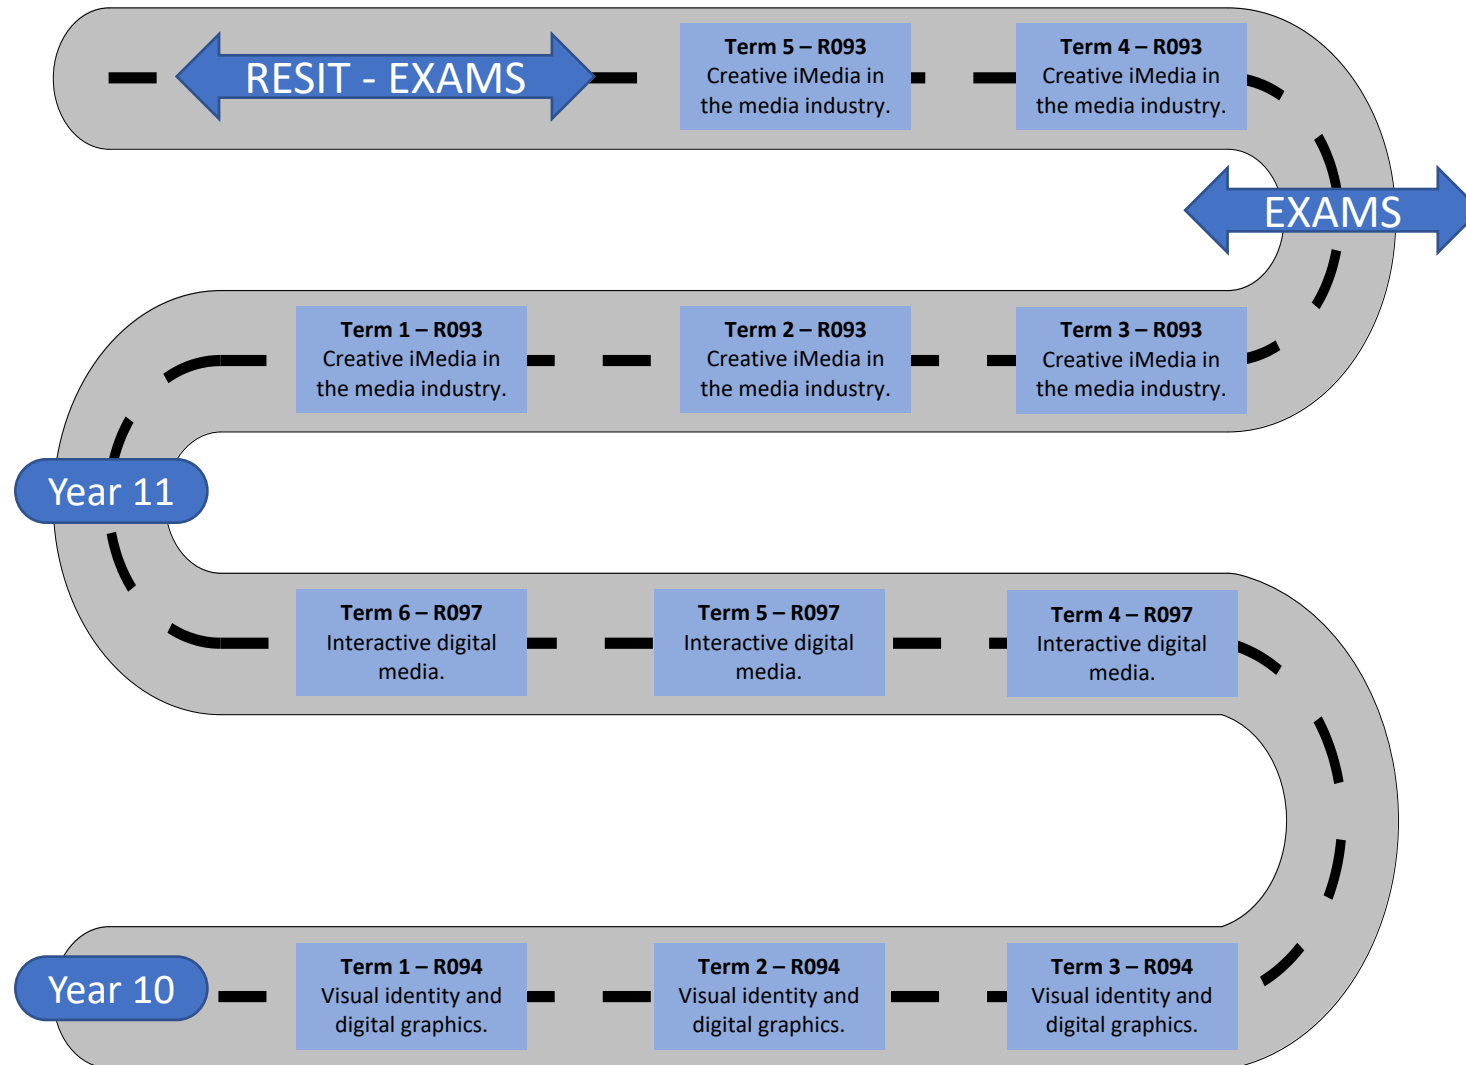 RESIT - EXAMS
Term 5 – R093
Creative iMedia in
the media industry.
Term 4 – R093
Creative iMedia in
the media industry.
EXAMS
Term 1 – R093
Creative iMedia in
the media industry.
Term 2 – R093
Creative iMedia in
the media industry.
Term 3 – R093
Creative iMedia in
the media industry.
Year 11
Term 6 – R097
Interactive digital
media.
Term 5 – R097
Interactive digital
media.
Term 4 – R097
Interactive digital
media.
Year 10
Term 1 – R094
Visual identity and
digital graphics.
Term 2 – R094
Visual identity and
digital graphics.
Term 3 – R094
Visual identity and
digital graphics.